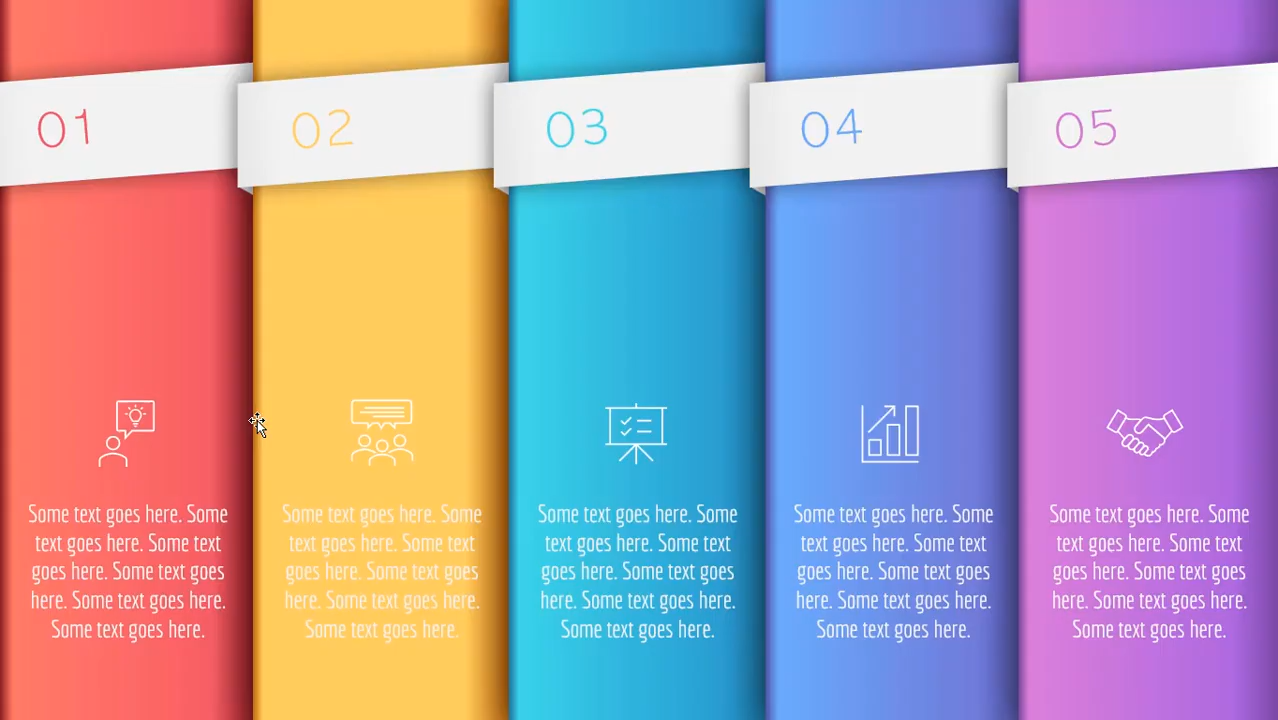 01
Some text goes here. Some
text goes here. Some text
goes here. Some text goes
here. Some text goes here.
Some text goes here.
02
Some text goes here. Some
text goes here. Some text
goes here. Some text goes
here. Some text goes here.
Some text goes here.
03
Some text goes here. Some
text goes here. Some text
goes here. Some text goes
here. Some text goes here.
Some text goes here.
04
Some text goes here. Some
text goes here. Some text
goes here. Some text goes
here. Some text goes here.
Some text goes here.
05
Some text goes here. Some
text goes here. Some text
goes here. Some text goes
here. Some text goes here.
Some text goes here.